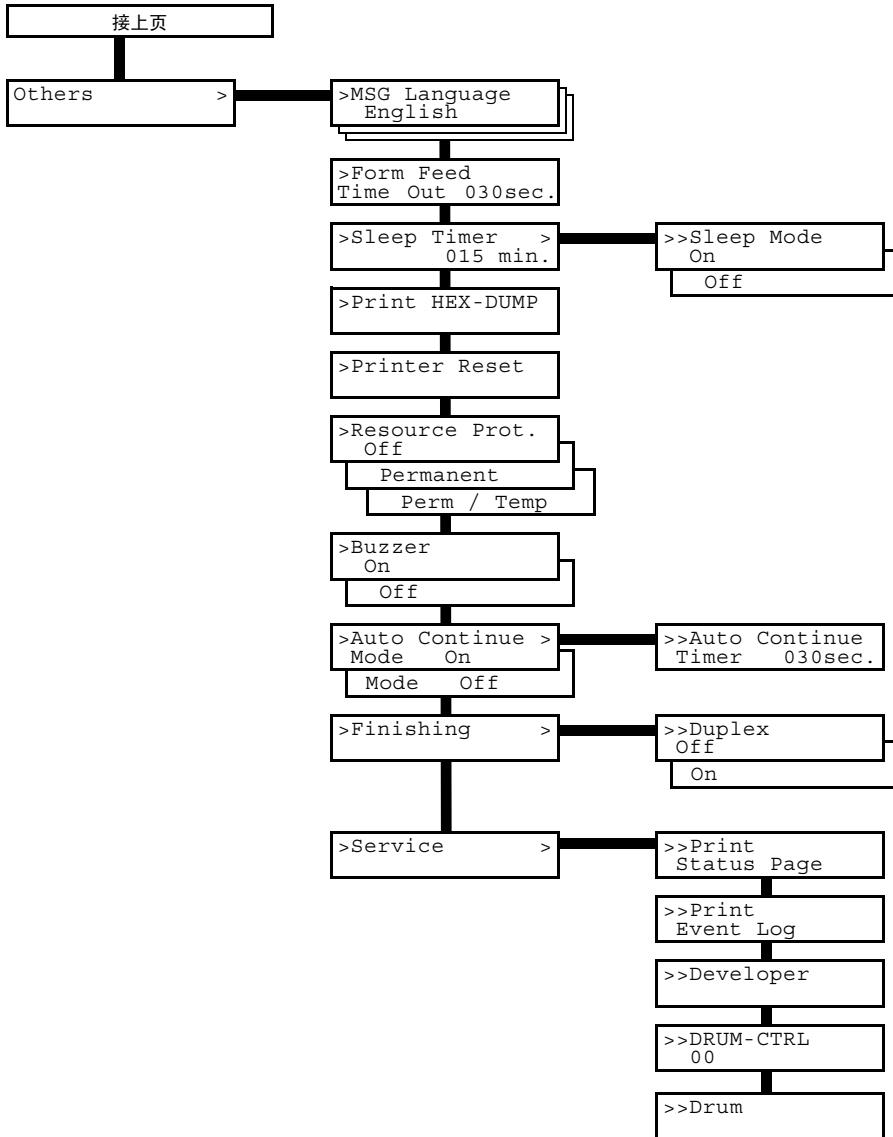 接上页
Others >
>MSG Language
English
>Form Feed
Time Out 030sec.
>Sleep Timer >
015 min.
>>Sleep Mode
On
Off
>Print HEX-DUMP
>Printer Reset
>Resource Prot.
Off
Permanent
Perm / Temp
>Buzzer
On
Off
>Auto Continue >
Mode On
Mode Off
>>Auto Continue
Timer 030sec.
>Finishing >
>>Duplex
Off
On
>Service >
>>Print
Status Page
>>Print
Event Log
>>Developer
>>DRUM-CTRL
00
>>Drum